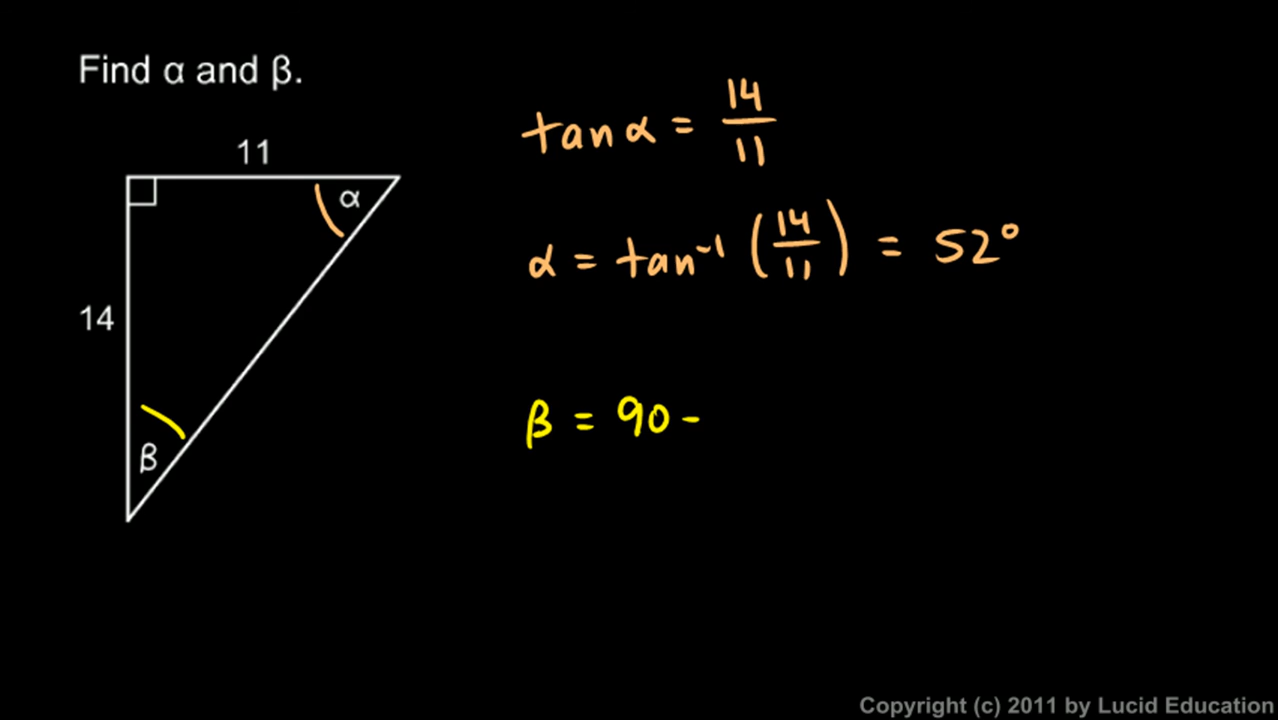 Find α and β.
11
α
14
β
tan α = 14/11
α = tan⁻¹ (14/11) = 52°
β = 90 -
Copyright (c) 2011 by Lucid Education